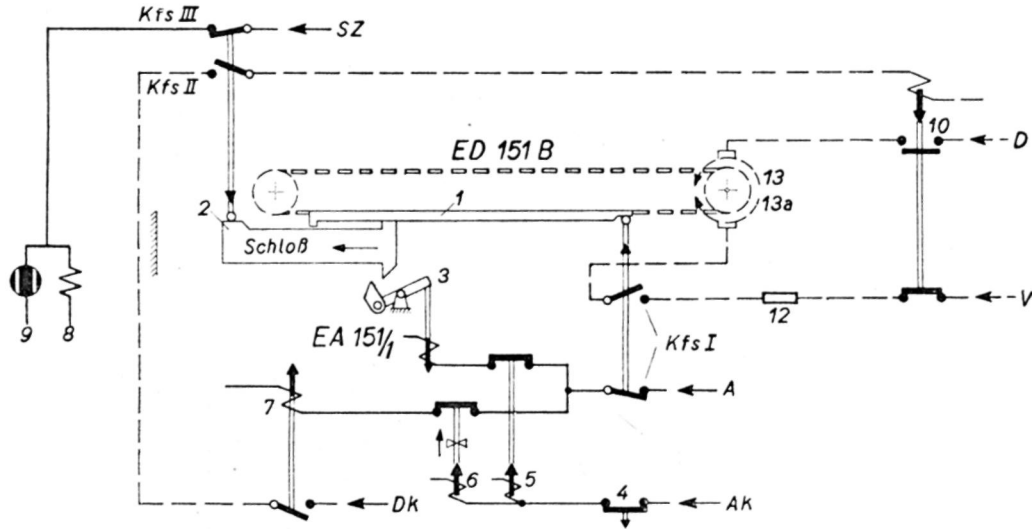 Kfs III
SZ
Kfs II
10
D
ED 151 B
13
13a
1
2
Schloß
3
9
8
12
V
EA 151/1
Kfs I
7
A
6
5
4
DK
AK